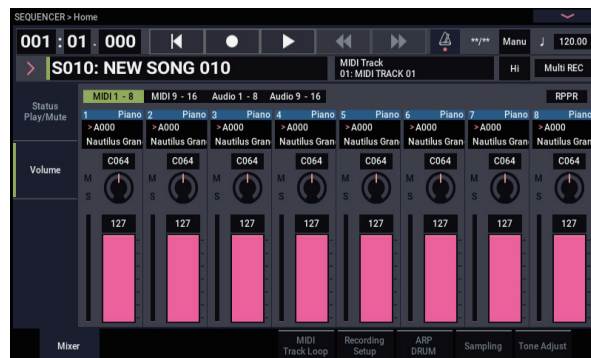 SEQUENCER > Home
001 : 01 . 000 **/** Manu ♩ 120.00
> S010: NEW SONG 010 MIDI Track 01: MIDI TRACK 01 Hi Multi REC
Status Play/Mute
Volume
MIDI 1 - 8 MIDI 9 - 16 Audio 1 - 8 Audio 9 - 16 RPPR
1 Piano 2 Piano 3 Piano 4 Piano 5 Piano 6 Piano 7 Piano 8 Piano
>A000 >A000 >A000 >A000 >A000 >A000 >A000 >A000
Nautilus Gran Nautilus Gran Nautilus Gran Nautilus Gran Nautilus Gran Nautilus Gran Nautilus Gran Nautilus Gran
C064 C064 C064 C064 C064 C064 C064 C064
M M M M M M M M
S S S S S S S S
127 127 127 127 127 127 127 127
Mixer MIDI Track Loop Recording Setup ARP DRUM Sampling Tone Adjust